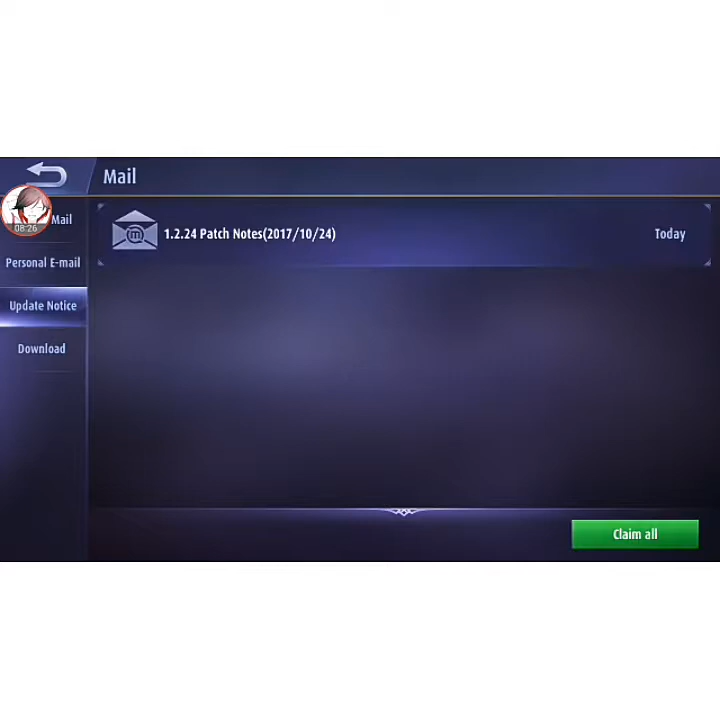 Mail
Mail
08:26
1.2.24 Patch Notes(2017/10/24)
Today
Personal E-mail
Update Notice
Download
Claim all